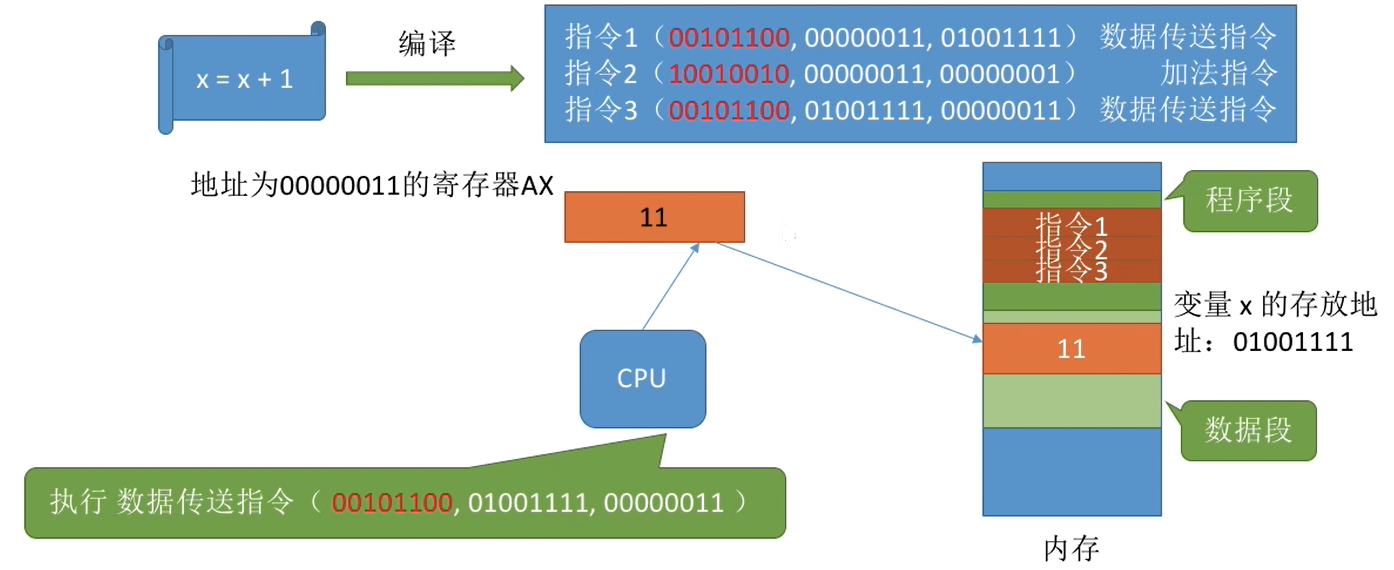 x = x + 1
编译
指令1（00101100, 00000011, 01001111） 数据传送指令
指令2（10010010, 00000011, 00000001） 加法指令
指令3（00101100, 01001111, 00000011） 数据传送指令
地址为00000011的寄存器AX
11
程序段
指令1
指令2
指令3
变量 x 的存放地
址：01001111
11
CPU
数据段
执行 数据传送指令（ 00101100, 01001111, 00000011 ）
内存